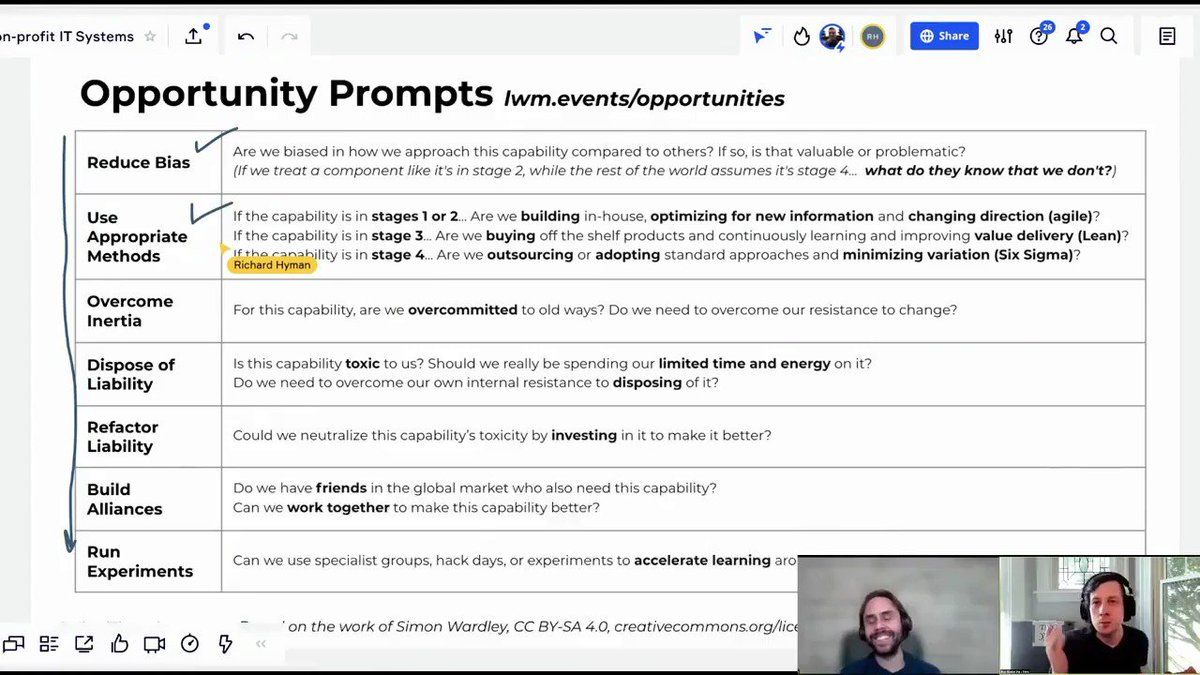 on-profit IT Systems
Share
26
2
RH
Opportunity Prompts lwm.events/opportunities
Reduce Bias
Are we biased in how we approach this capability compared to others? If so, is that valuable or problematic?
(If we treat a component like it's in stage 2, while the rest of the world assumes it's stage 4... what do they know that we don't?)
Use
Appropriate
Methods
If the capability is in stages 1 or 2... Are we building in-house, optimizing for new information and changing direction (agile)?
If the capability is in stage 3... Are we buying off the shelf products and continuously learning and improving value delivery (Lean)?
If the capability is in stage 4... Are we outsourcing or adopting standard approaches and minimizing variation (Six Sigma)?
Richard Hyman
Overcome
Inertia
For this capability, are we overcommitted to old ways? Do we need to overcome our resistance to change?
Dispose of
Liability
Is this capability toxic to us? Should we really be spending our limited time and energy on it?
Do we need to overcome our own internal resistance to disposing of it?
Refactor
Liability
Could we neutralize this capability's toxicity by investing in it to make it better?
Build
Alliances
Do we have friends in the global market who also need this capability?
Can we work together to make this capability better?
Run
Experiments
Can we use specialist groups, hack days, or experiments to accelerate learning aro
on the work of Simon Wardley, CC BY-SA 4.0, creativecommons.org/lice